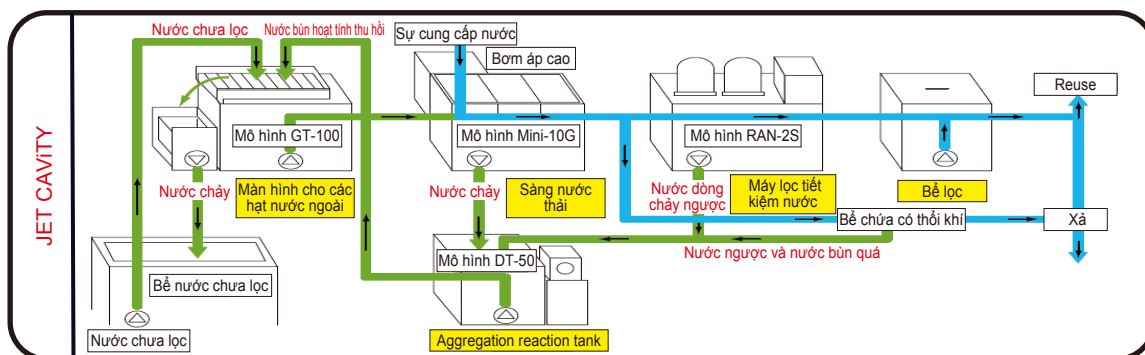 JET CAViTY
Nước chưa lọc
Nước bùn hoạt tính thu hồi
Sự cung cấp nước
Bơm áp cao
Reuse
Mô hình GT-100
Mô hình Mini-10G
Mô hình RAN-2S
Nước chảy
Màn hình cho các
hạt nước ngoài
Nước chảy
Sàng nước
thải
Nước dòng
chảy ngược
Máy lọc tiết
kiệm nước
Bể lọc
Bể chứa có thổi khí
Xả
Nước ngược và nước bùn quá
Mô hình DT-50
Bể nước chưa lọc
Nước chưa lọc
Aggregation reaction tank